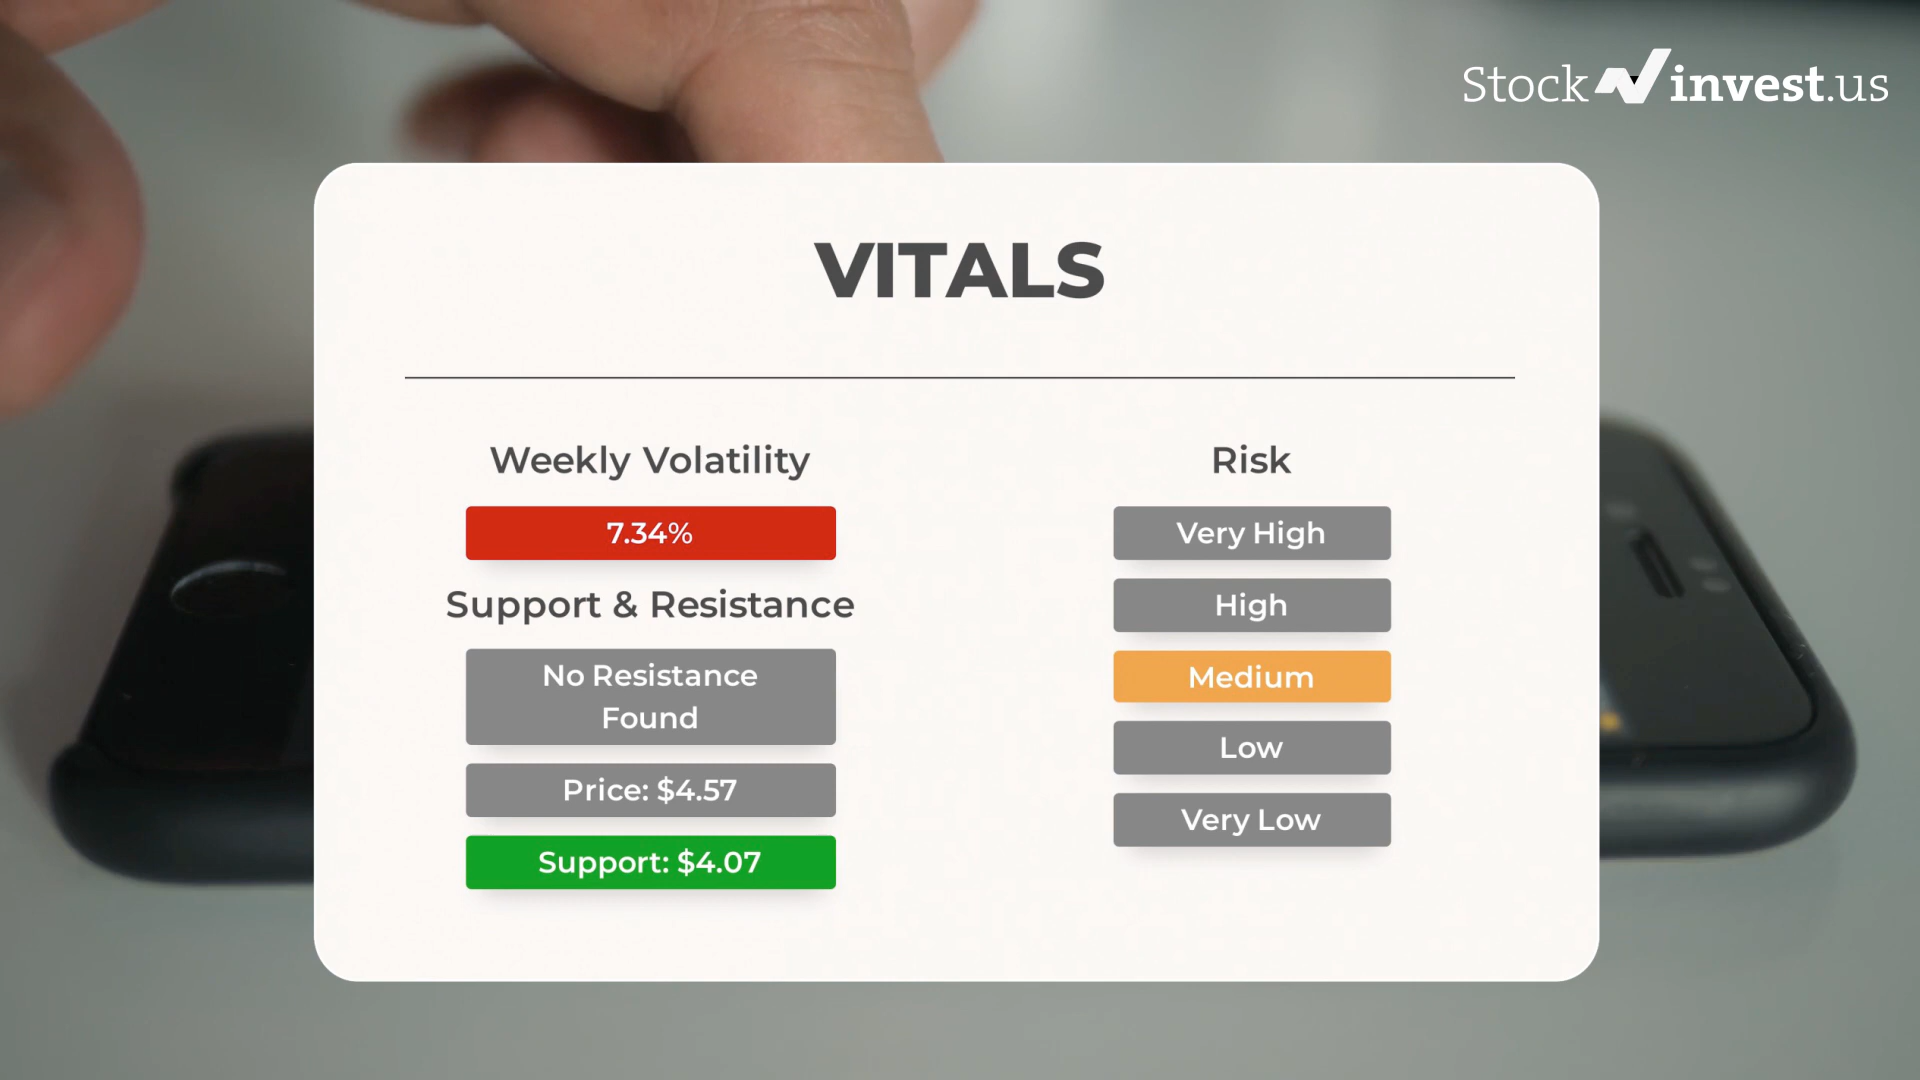 Stock invest.us
VITALS
Weekly Volatility
7.34%
Support & Resistance
No Resistance
Found
Price: $4.57
Support: $4.07
Risk
Very High
High
Medium
Low
Very Low